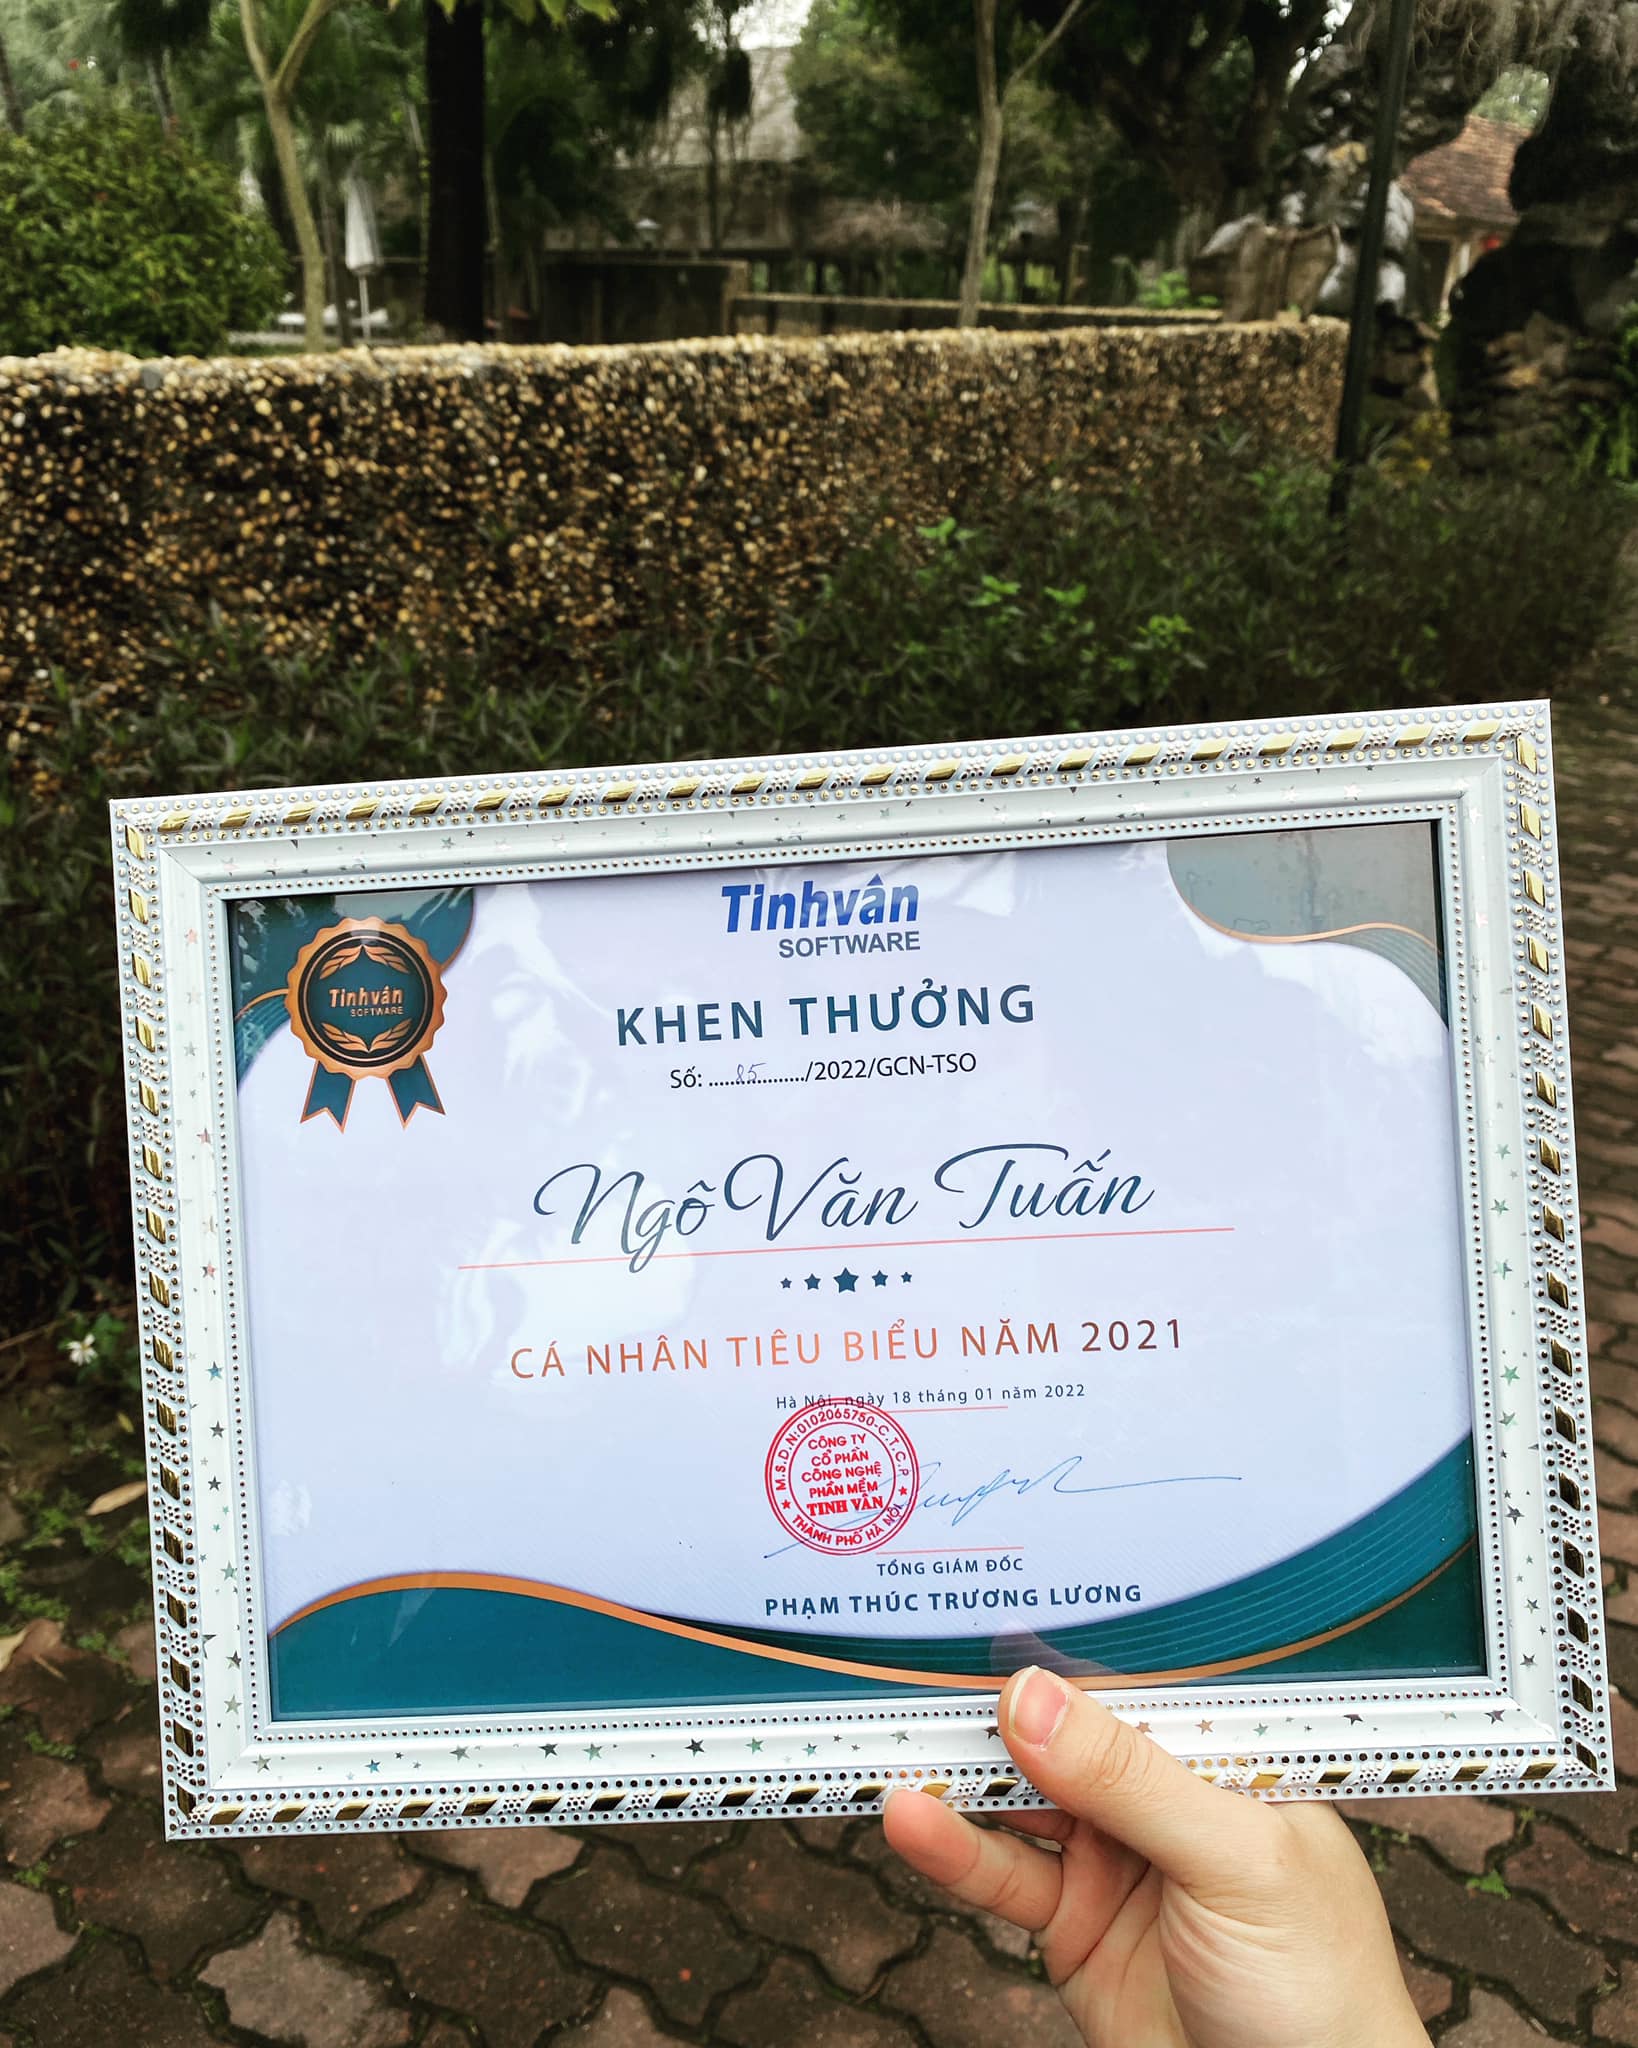 Tinhvân
SOFTWARE
Tinhvân
SOFTWARE
KHEN THƯỞNG
Số: ....85............/2022/GCN-TSO
Ngô Văn Tuấn
CÁ NHÂN TIÊU BIỂU NĂM 2021
Hà Nội, ngày 18 tháng 01 năm 2022
M.S.D.N:0102065750-C.T.C.P
CÔNG TY
CỔ PHẦN
CÔNG NGHỆ
PHẦN MỀM
TINH VÂN
THÀNH PHỐ HÀ NỘI
TỔNG GIÁM ĐỐC
PHẠM THÚC TRƯƠNG LƯƠNG